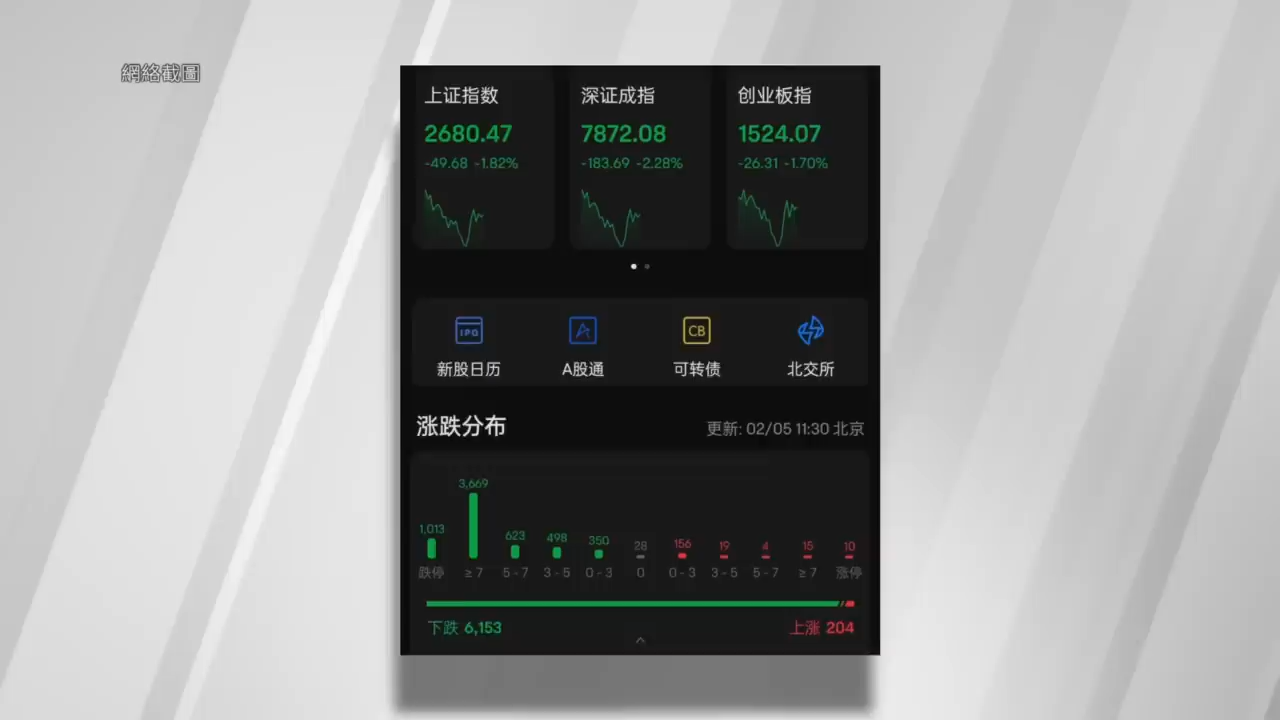 網絡截圖
上证指数 深证成指 创业板指
2680.47 7872.08 1524.07
-49.68 -1.82% -183.69 -2.28% -26.31 -1.70%
IPO CB
新股日历 A股通 可转债 北交所
涨跌分布 更新: 02/05 11:30 北京
3,669
1,013 623 498 350 28 156 19 4 15 10
跌停 ≥7 5-7 3-5 0-3 0 0-3 3-5 5-7 ≥7 涨停
下跌 6,153 上涨 204